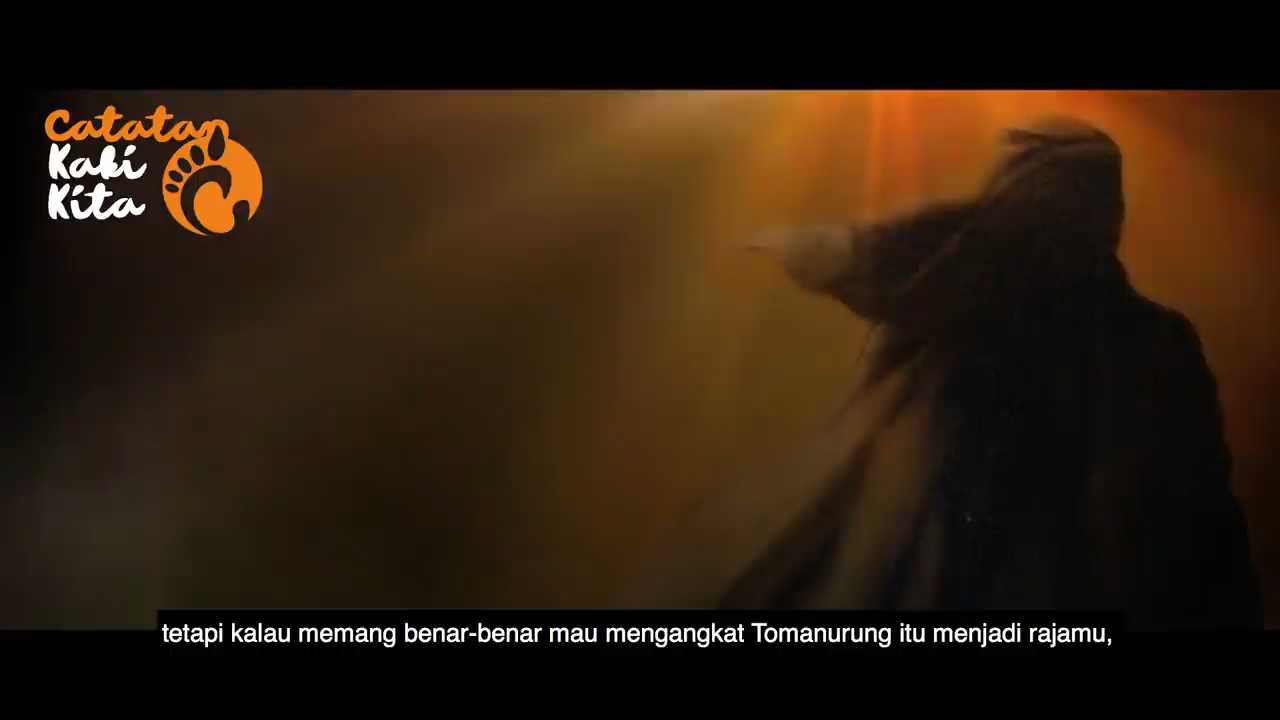 Catatan
Kaki
Kita
tetapi kalau memang benar-benar mau mengangkat Tomanurung itu menjadi rajamu,